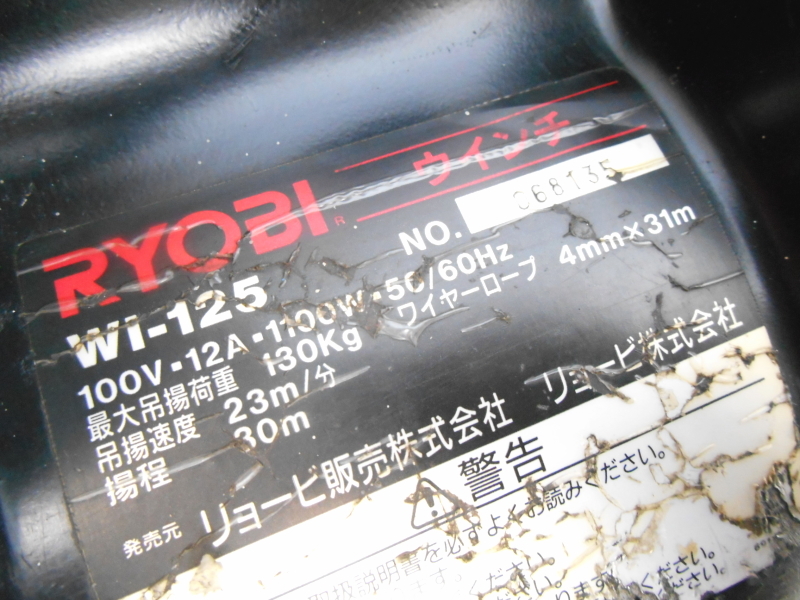 RYOBI® ウインチ
WI-125 NO. 068135
100V・12A・1100W・50/60Hz
最大吊揚荷重 130Kg ワイヤーロープ 4mm×31m
吊揚速度 23m/分
揚程 30m
発売元 リョービ販売株式会社 リョービ株式会社
⚠警告
取扱説明書を必ずよくお読みください。